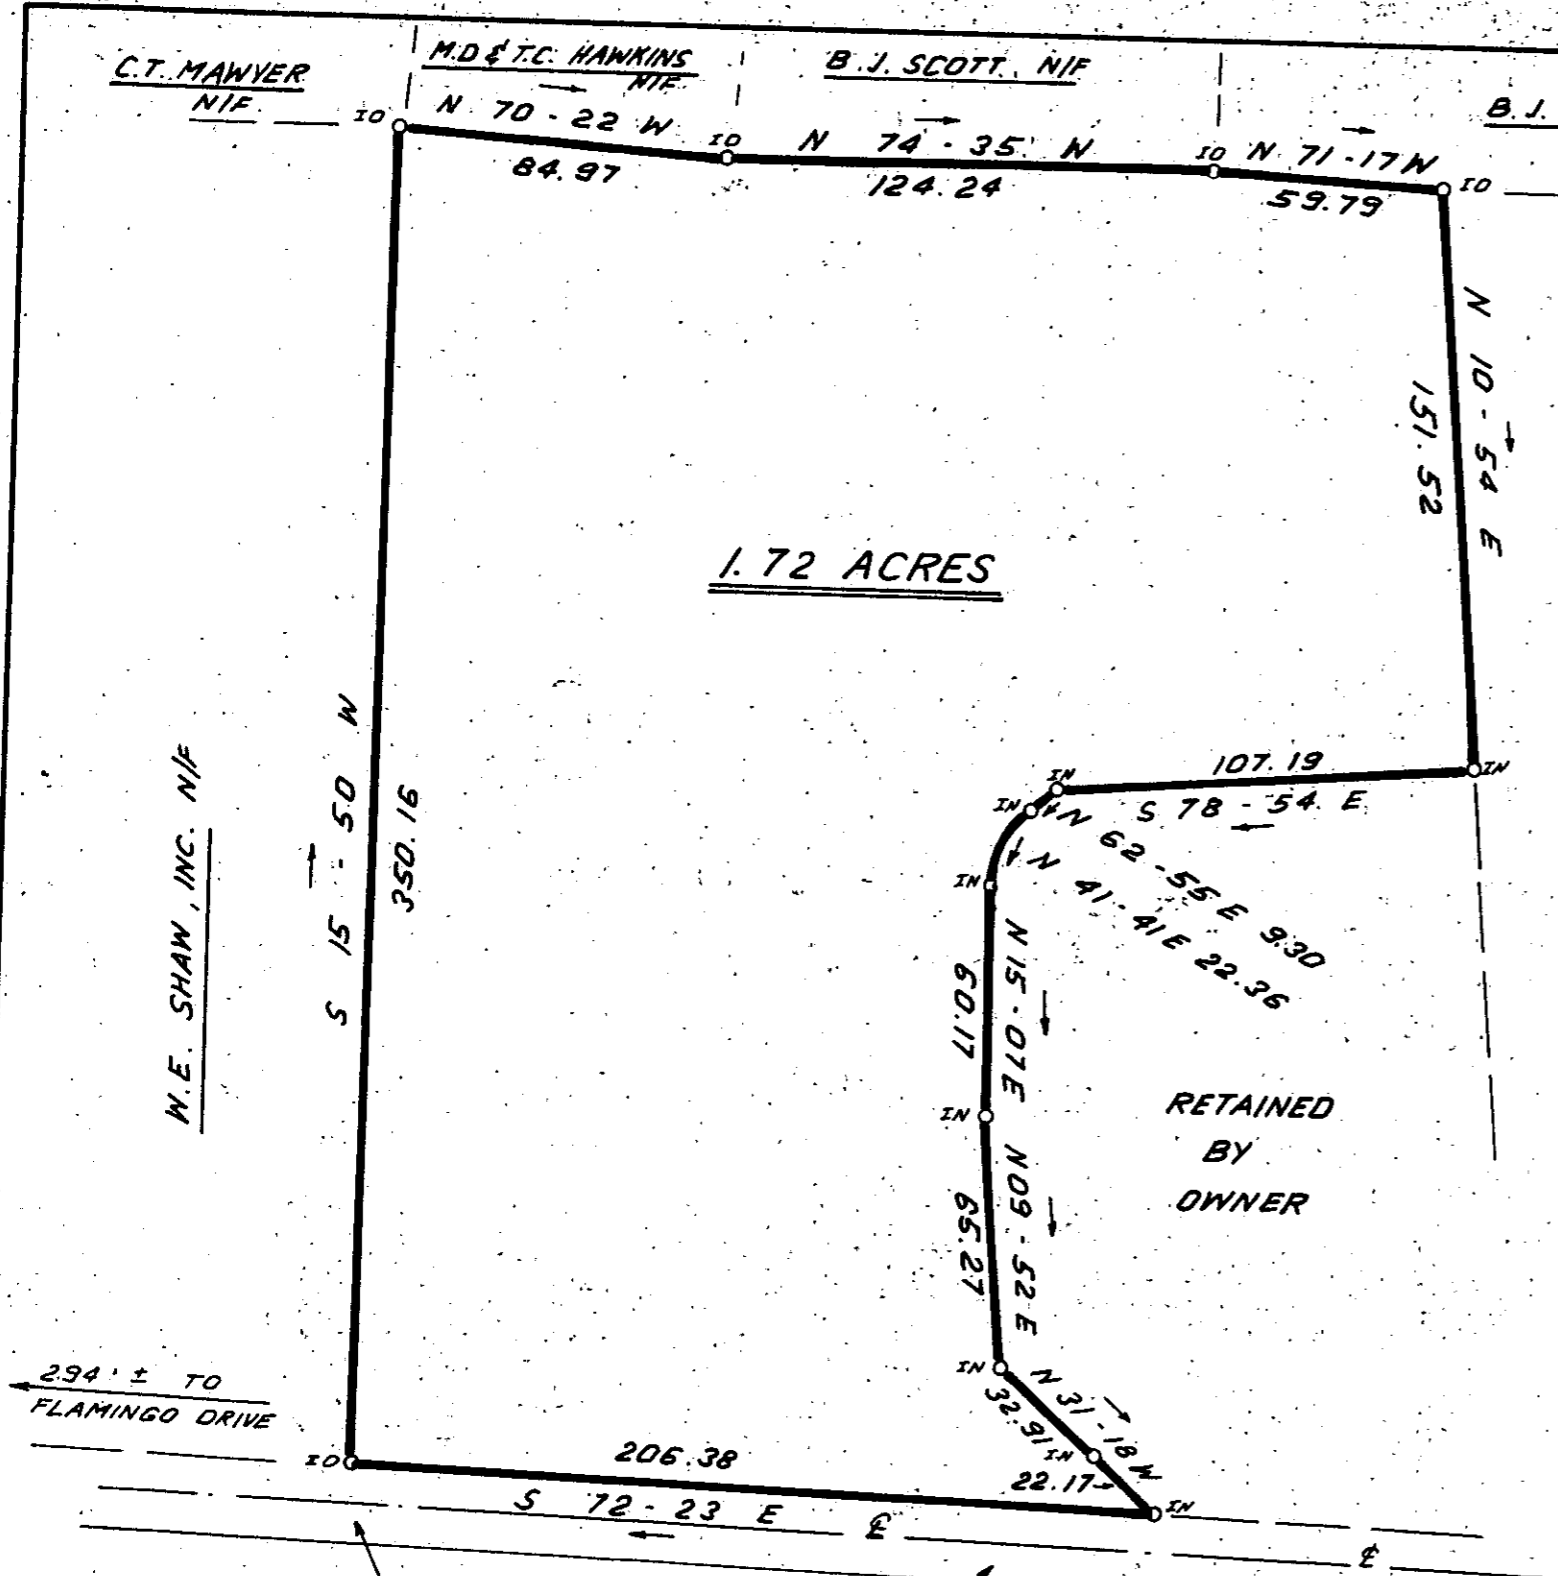 C.T. MAWYER
N/F
M.D & T.C. HAWKINS
N/F
B.J. SCOTT N/F
B.J.
IO
N 70-22 W
84.97
IO
N 74-35 W
124.24
IO
N 71-17 W
59.79
IO
N 10-54 E
151.52
1.72 ACRES
S 15-50 W
350.16
W.E. SHAW, INC. N/F
107.19
S 78-54 E
IN
IN
IN
N 62-55 E 9.30
N 41-41 E 22.36
IN
N 15-07 E
60.17
IN
N 09-52 E
65.27
RETAINED
BY
OWNER
IN
N 31-18 W
32.91
IN
22.17
IN
294' ± TO
FLAMINGO DRIVE
IO
206.38
S 72-23 E
℄
℄